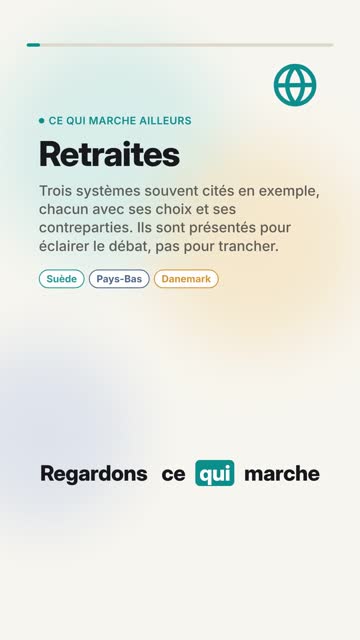 CE QUI MARCHE AILLEURS
Retraites
Trois systèmes souvent cités en exemple,
chacun avec ses choix et ses
contreparties. Ils sont présentés pour
éclairer le débat, pas pour trancher.
Suède Pays-Bas Danemark
Regardons ce qui marche